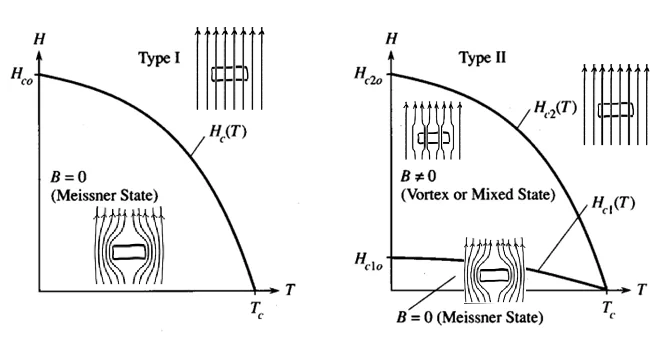 H
Type I
H_co
H_c(T)
B = 0
(Meissner State)
T
T_c
H
Type II
H_c2o
H_c2(T)
B ≠ 0
(Vortex or Mixed State)
H_c1(T)
H_c1o
T
T_c
B = 0 (Meissner State)